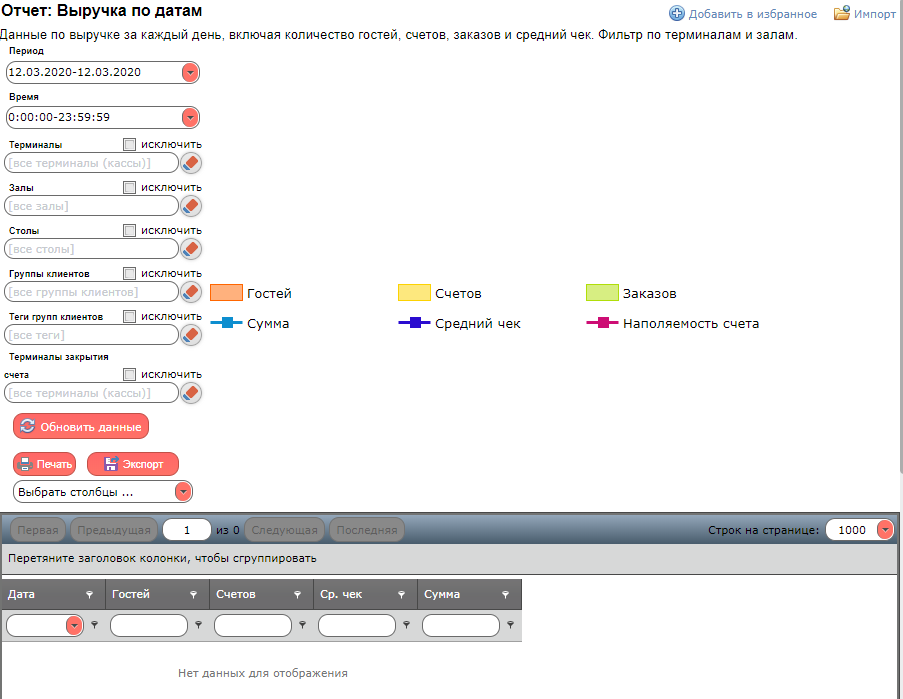 Отчет: Выручка по датам
Добавить в избранное Импорт
Данные по выручке за каждый день, включая количество гостей, счетов, заказов и средний чек. Фильтр по терминалам и залам.
Период
12.03.2020-12.03.2020
Время
0:00:00-23:59:59
Терминалы исключить
[все терминалы (кассы)]
Залы исключить
[все залы]
Столы исключить
[все столы]
Группы клиентов исключить
[все группы клиентов]
Гостей Счетов Заказов
Теги групп клиентов исключить
Сумма Средний чек Наполяемость счета
[все теги]
Терминалы закрытия
счета исключить
[все терминалы (кассы)]
Обновить данные
Печать Экспорт
Выбрать столбцы ...
Первая Предыдущая 1 из 0 Следующая Последняя Строк на странице: 1000
Перетяните заголовок колонки, чтобы сгруппировать
Дата Гостей Счетов Ср. чек Сумма
Нет данных для отображения